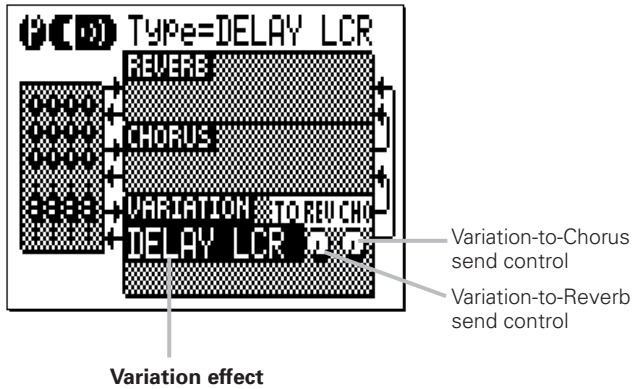 Type=DELAY LCR
REVERB
CHORUS
VARIATION TO REV CHO
DELAY LCR
Variation-to-Chorus
send control
Variation-to-Reverb
send control
Variation effect